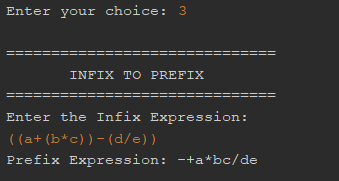 Enter your choice: 3
==============================
INFIX TO PREFIX
==============================
Enter the Infix Expression:
((a+(b*c))-(d/e))
Prefix Expression: -+a*bc/de